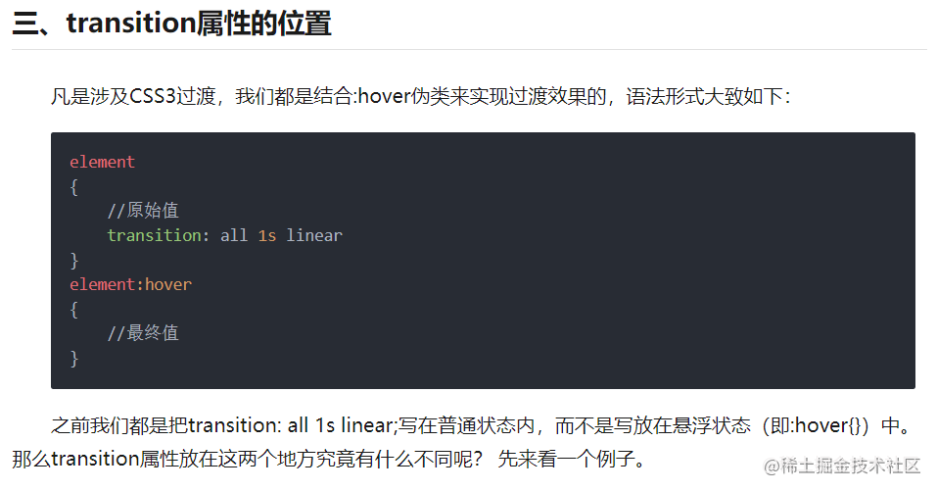 三、transition属性的位置
凡是涉及CSS3过渡，我们都是结合:hover伪类来实现过渡效果的，语法形式大致如下：
element
{
//原始值
transition: all 1s linear
}
element:hover
{
//最终值
}
之前我们都是把transition: all 1s linear;写在普通状态内，而不是写放在悬浮状态（即:hover{}）中。
那么transition属性放在这两个地方究竟有什么不同呢？ 先来看一个例子。
@稀土掘金技术社区